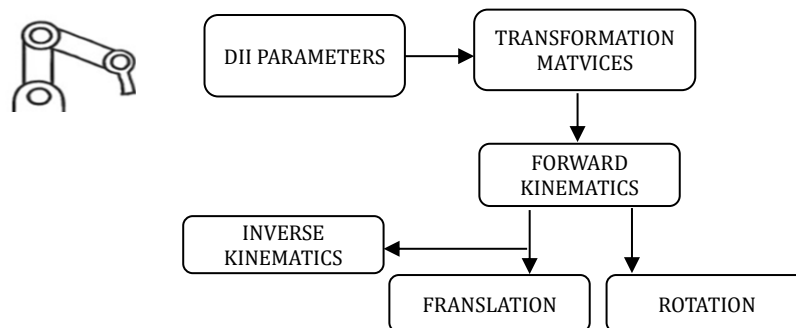 DII PARAMETERS
TRANSFORMATION
MATVICES
FORWARD
KINEMATICS
INVERSE
KINEMATICS
FRANSLATION
ROTATION